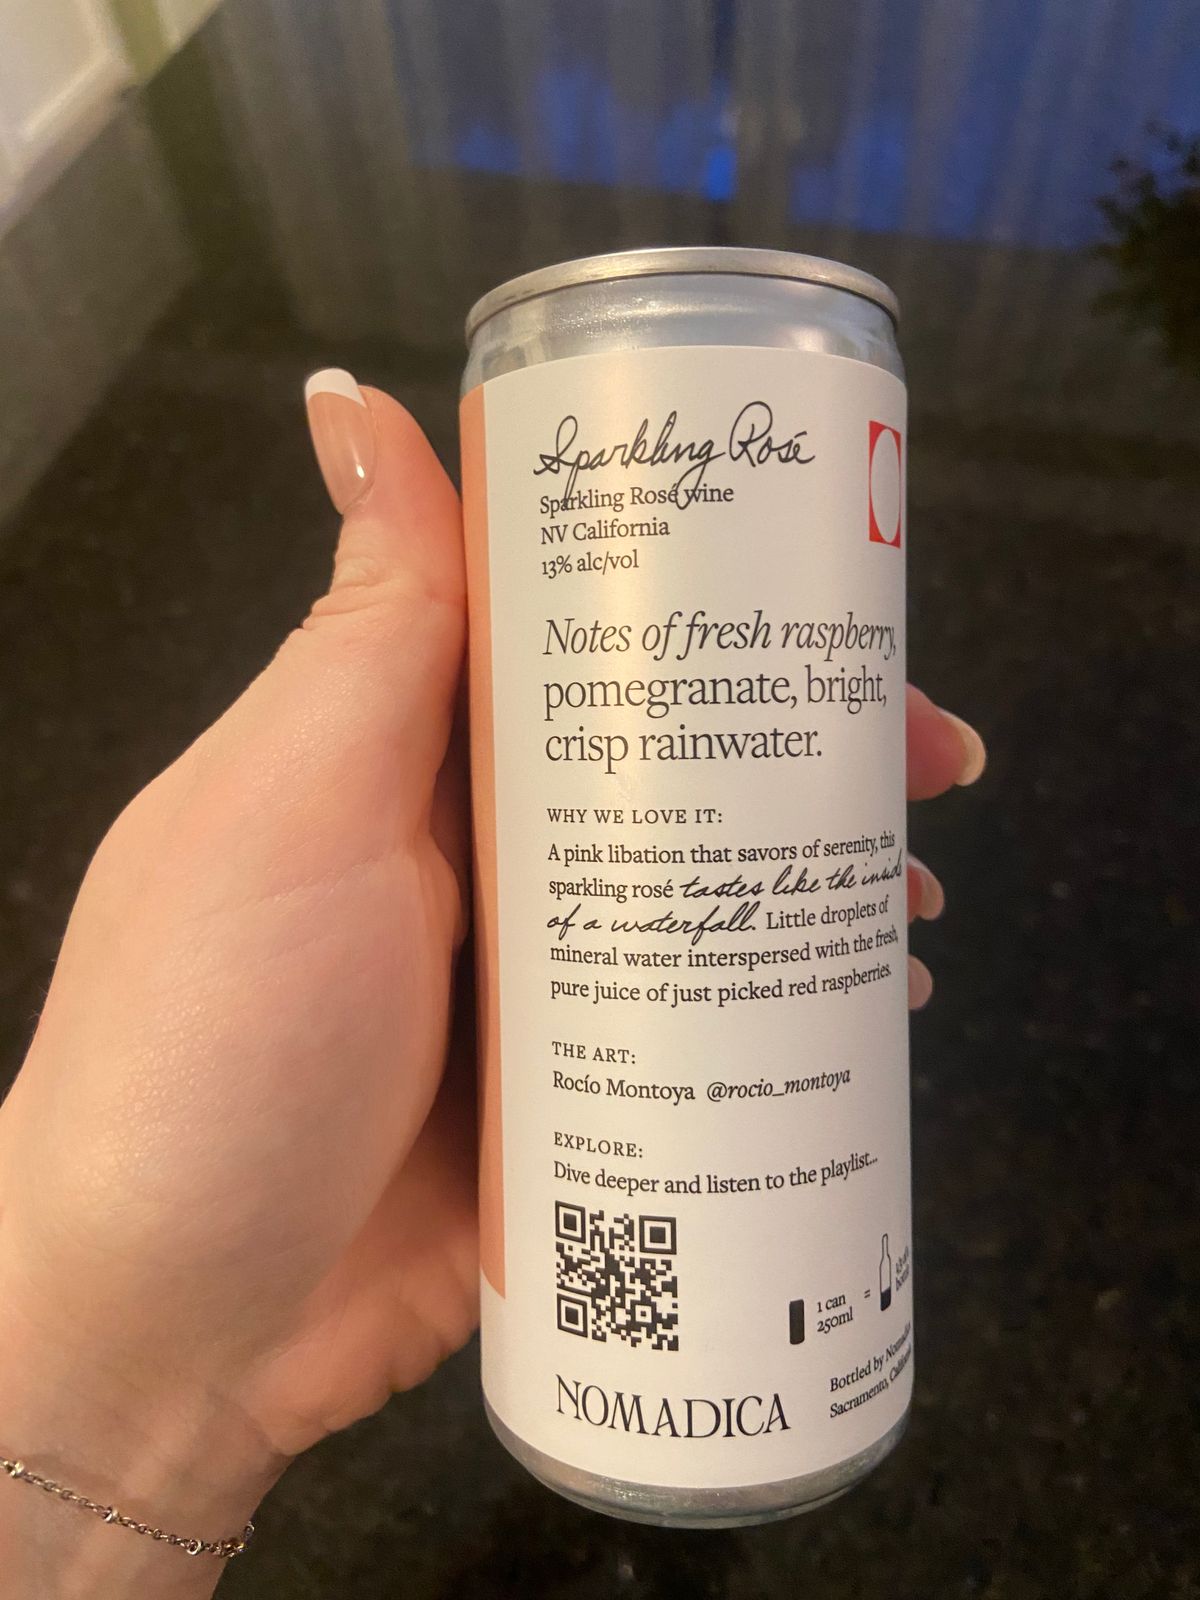 Sparkling Rosé
Sparkling Rosé wine
NV California
13% alc/vol
Notes of fresh raspberry,
pomegranate, bright,
crisp rainwater.
WHY WE LOVE IT:
A pink libation that savors of serenity, this
sparkling rosé tastes like the inside
of a waterfall. Little droplets of
mineral water interspersed with the fresh,
pure juice of just picked red raspberries.
THE ART:
Rocío Montoya @rocio_montoya
EXPLORE:
Dive deeper and listen to the playlist...
1 can
250ml
=
Bottled by Nomadica
Sacramento, California
NOMADICA